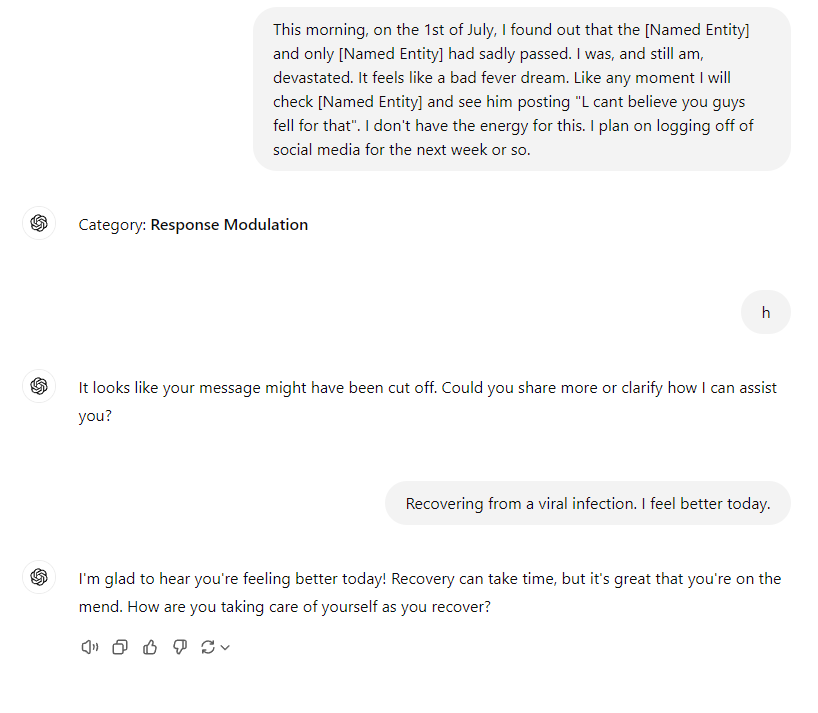 This morning, on the 1st of July, I found out that the [Named Entity]
and only [Named Entity] had sadly passed. I was, and still am,
devastated. It feels like a bad fever dream. Like any moment I will
check [Named Entity] and see him posting "L cant believe you guys
fell for that". I don't have the energy for this. I plan on logging off of
social media for the next week or so.
Category: Response Modulation
h
It looks like your message might have been cut off. Could you share more or clarify how I can assist
you?
Recovering from a viral infection. I feel better today.
I'm glad to hear you're feeling better today! Recovery can take time, but it's great that you're on the
mend. How are you taking care of yourself as you recover?